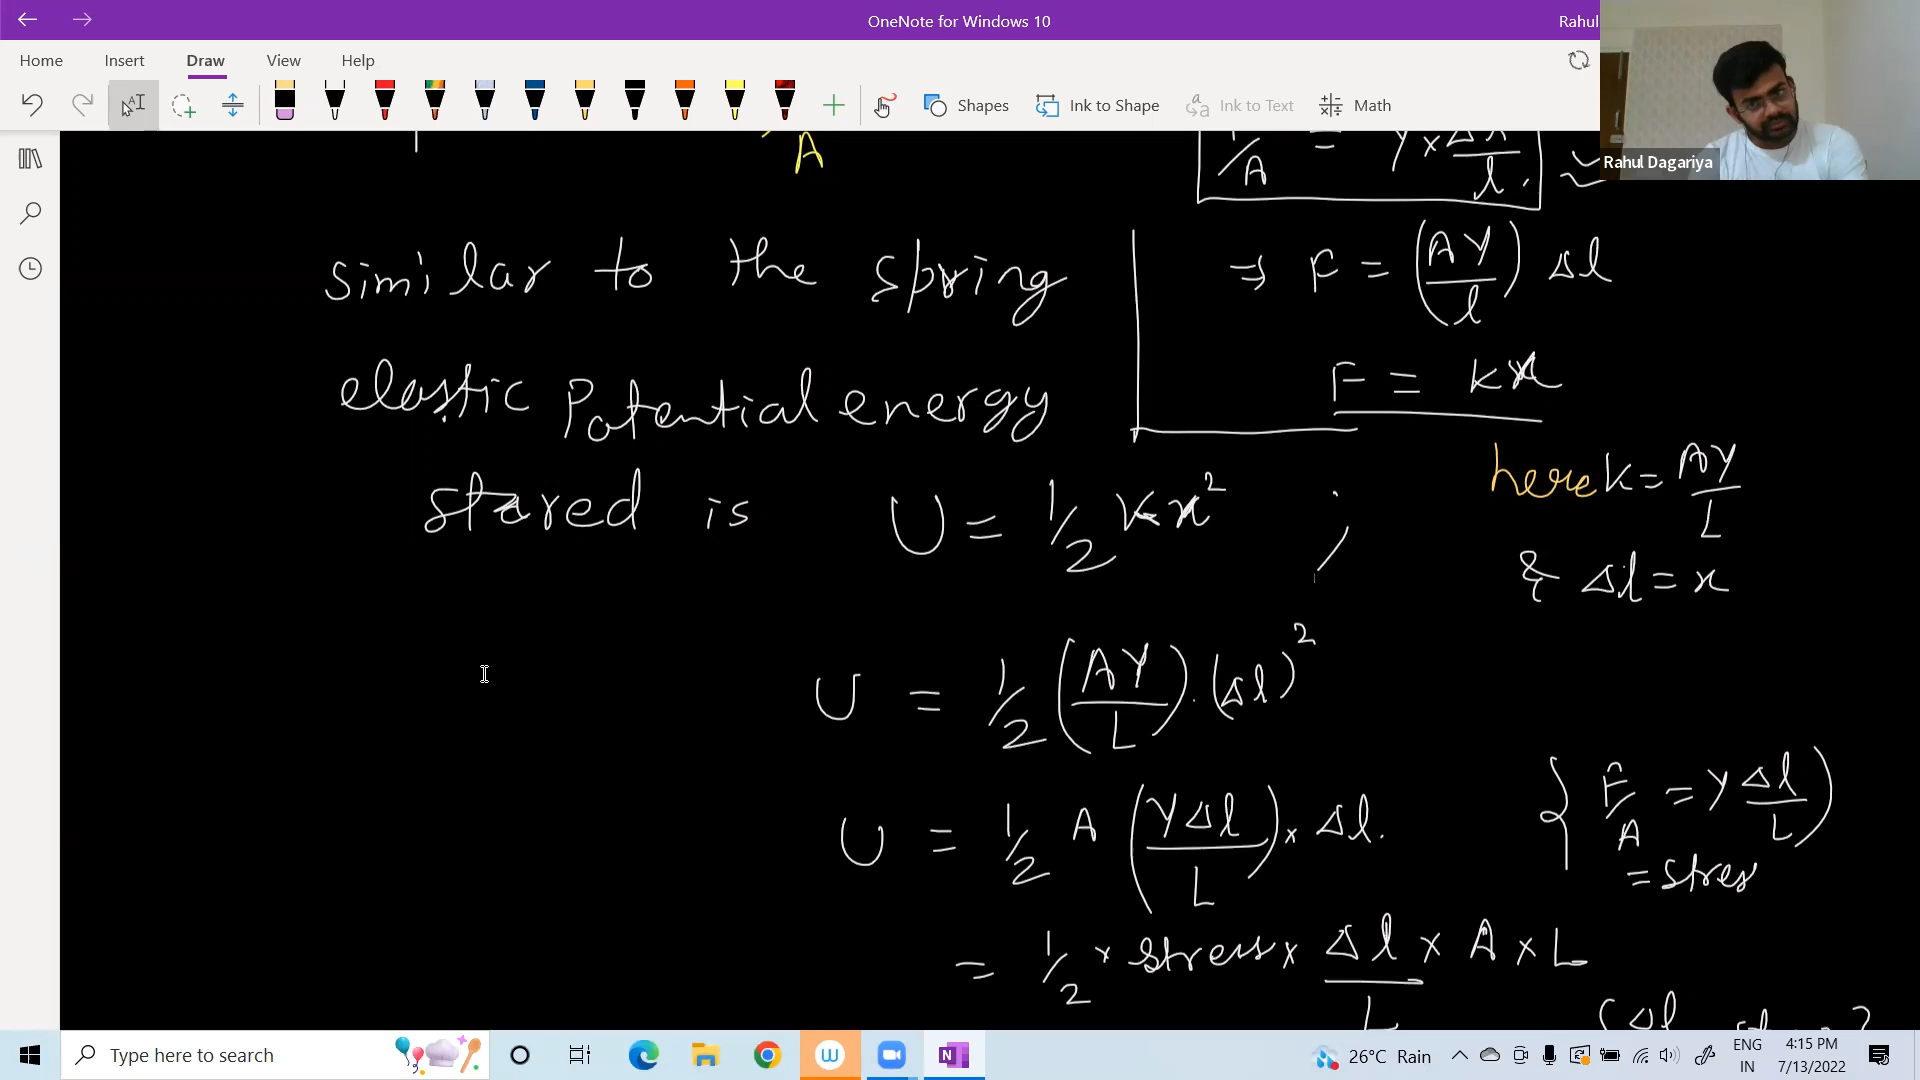 OneNote for Windows 10
Rahul
Home Insert Draw View Help
Shapes Ink to Shape Ink to Text Math
Rahul Dagariya
A
/A = Y × Δl/l.
similar to the spring
elastic Potential energy
stored is U = 1/2 Kx² ;
⇒ F = (AY/l) Δl
F = Kx
here K = AY/L
& Δl = x
U = 1/2 (AY/L) · (Δl)²
U = 1/2 A (YΔl/L) × Δl.
{ F/A = Y Δl/L )
= stres
= 1/2 × stress × Δl/L × A × L
Type here to search
26°C Rain
ENG
IN
4:15 PM
7/13/2022